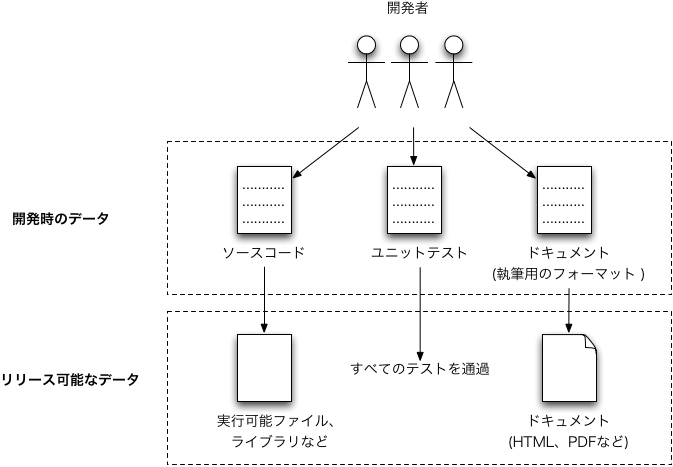 開発者
開発時のデータ
ソースコード
ユニットテスト
ドキュメント
(執筆用のフォーマット )
リリース可能なデータ
すべてのテストを通過
実行可能ファイル、
ライブラリなど
ドキュメント
(HTML、PDFなど)